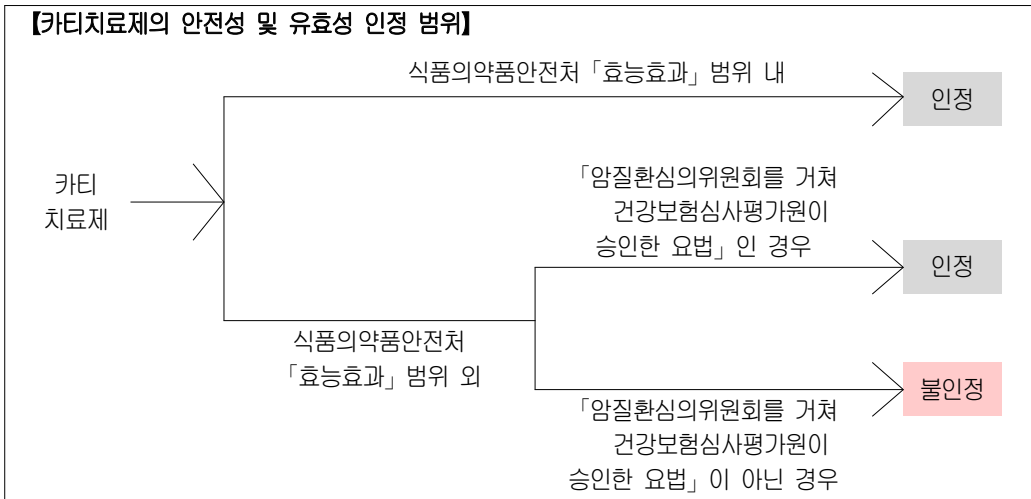 【카티치료제의 안전성 및 유효성 인정 범위】
식품의약품안전처「효능효과」범위 내
인정
카티
치료제
「암질환심의위원회를 거쳐
건강보험심사평가원이
승인한 요법」인 경우
인정
식품의약품안전처
「효능효과」범위 외
불인정
「암질환심의위원회를 거쳐
건강보험심사평가원이
승인한 요법」이 아닌 경우